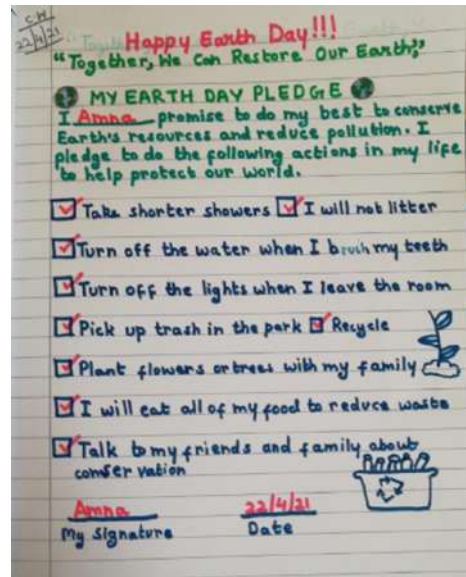 C.W
22/4/21
Happy Earth Day!!!
"Together, We Can Restore Our Earth,"
MY EARTH DAY PLEDGE
I Amna promise to do my best to conserve
Earth's resources and reduce pollution. I
pledge to do the following actions in my life
to help protect our world.
Take shorter showers I will not litter
Turn off the water when I brush my teeth
Turn off the lights when I leave the room
Pick up trash in the park Recycle
Plant flowers or trees with my family
I will eat all of my food to reduce waste
Talk to my friends and family about
conservation
Amna 22/4/21
My Signature Date